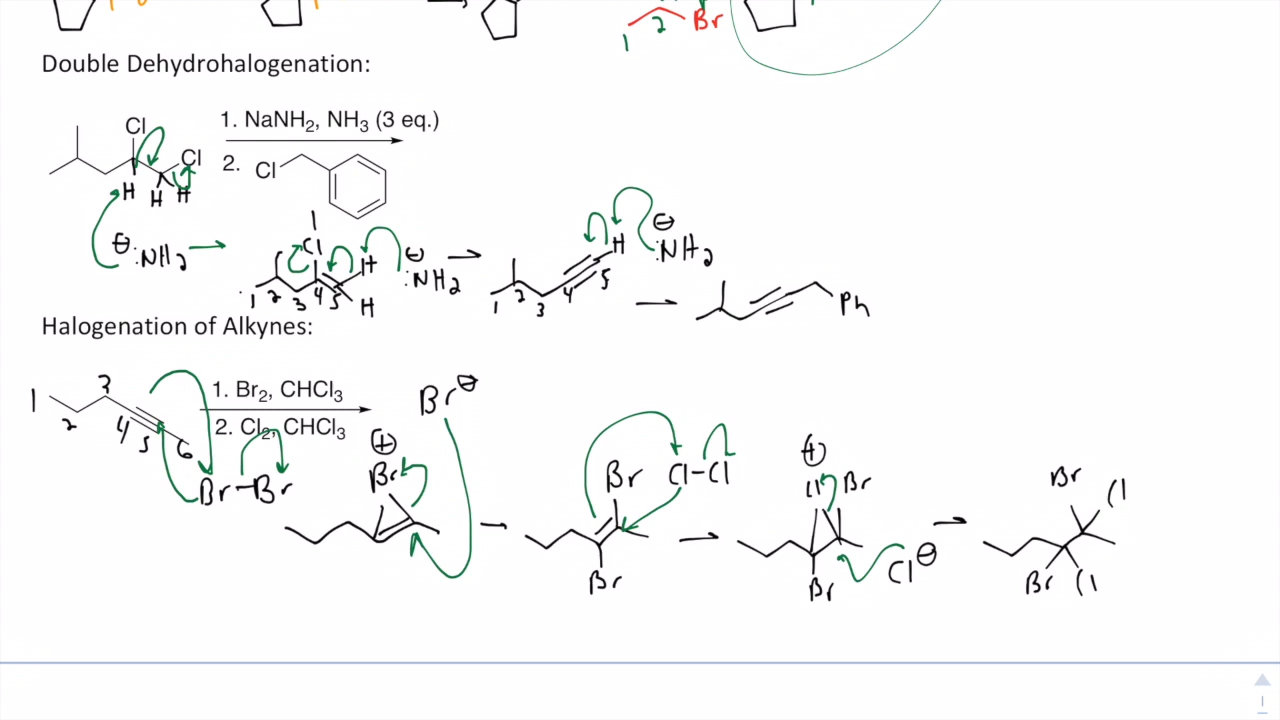 Br
1 2
Double Dehydrohalogenation:
Cl
Cl
H H H
1. NaNH2, NH3 (3 eq.)
2. Cl
⊖ :NH2
Cl
H
H
1 2 3 4 5
⊖ :NH2
H
1 2 3 4 5
⊖ :NH2
Ph
Halogenation of Alkynes:
1 2 3 4 5 6
1. Br2, CHCl3
2. Cl2, CHCl3
Br-Br
Br⊖
⊕
Br
Br
Br
Cl-Cl
⊕
Cl Br
Br
Cl⊖
Br
Cl
Br Cl